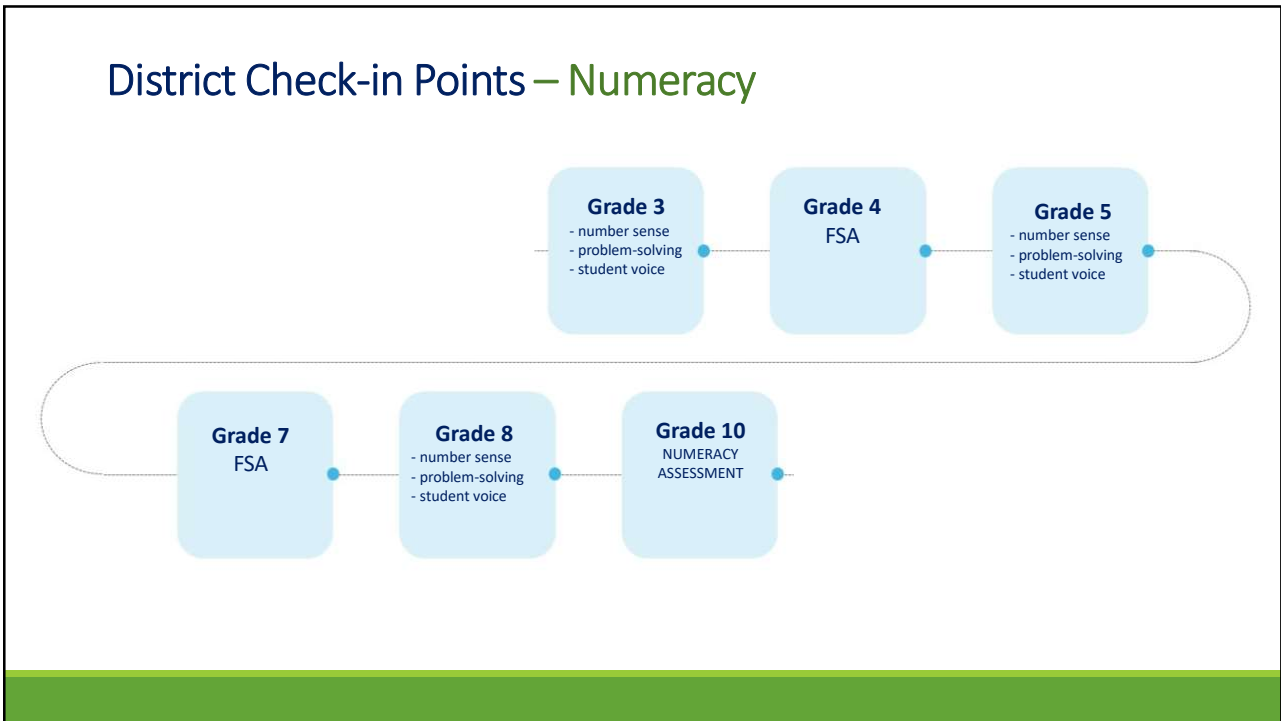 District Check-in Points – Numeracy
Grade 3
- number sense
- problem-solving
- student voice
Grade 4
FSA
Grade 5
- number sense
- problem-solving
- student voice
Grade 7
FSA
Grade 8
- number sense
- problem-solving
- student voice
Grade 10
NUMERACY
ASSESSMENT